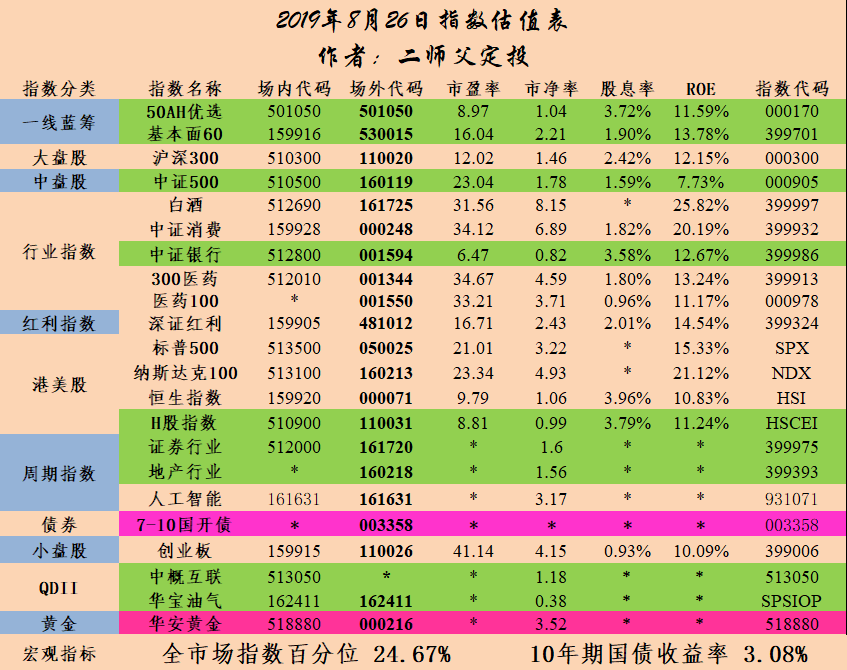 2019年8月26日指数估值表
作者：二师父定投
指数分类 指数名称 场内代码 场外代码 市盈率 市净率 股息率 ROE 指数代码
一线蓝筹 50AH优选 501050 501050 8.97 1.04 3.72% 11.59% 000170
基本面60 159916 530015 16.04 2.21 1.90% 13.78% 399701
大盘股 沪深300 510300 110020 12.02 1.46 2.42% 12.15% 000300
中盘股 中证500 510500 160119 23.04 1.78 1.59% 7.73% 000905
行业指数 白酒 512690 161725 31.56 8.15 * 25.82% 399997
中证消费 159928 000248 34.12 6.89 1.82% 20.19% 399932
中证银行 512800 001594 6.47 0.82 3.58% 12.67% 399986
300医药 512010 001344 34.67 4.59 1.80% 13.24% 399913
医药100 * 001550 33.21 3.71 0.96% 11.17% 000978
红利指数 深证红利 159905 481012 16.71 2.43 2.01% 14.54% 399324
港美股 标普500 513500 050025 21.01 3.22 * 15.33% SPX
纳斯达克100 513100 160213 23.34 4.93 * 21.12% NDX
恒生指数 159920 000071 9.79 1.06 3.96% 10.83% HSI
H股指数 510900 110031 8.81 0.99 3.79% 11.24% HSCEI
周期指数 证券行业 512000 161720 * 1.6 * * 399975
地产行业 * 160218 * 1.56 * * 399393
人工智能 161631 161631 * 3.17 * * 931071
债券 7-10国开债 * 003358 * * * * 003358
小盘股 创业板 159915 110026 41.14 4.15 0.93% 10.09% 399006
QDII 中概互联 513050 * * 1.18 * * 513050
华宝油气 162411 162411 * 0.38 * * SPSIOP
黄金 华安黄金 518880 000216 * 3.52 * * 518880
宏观指标 全市场指数百分位 24.67% 10年期国债收益率 3.08%